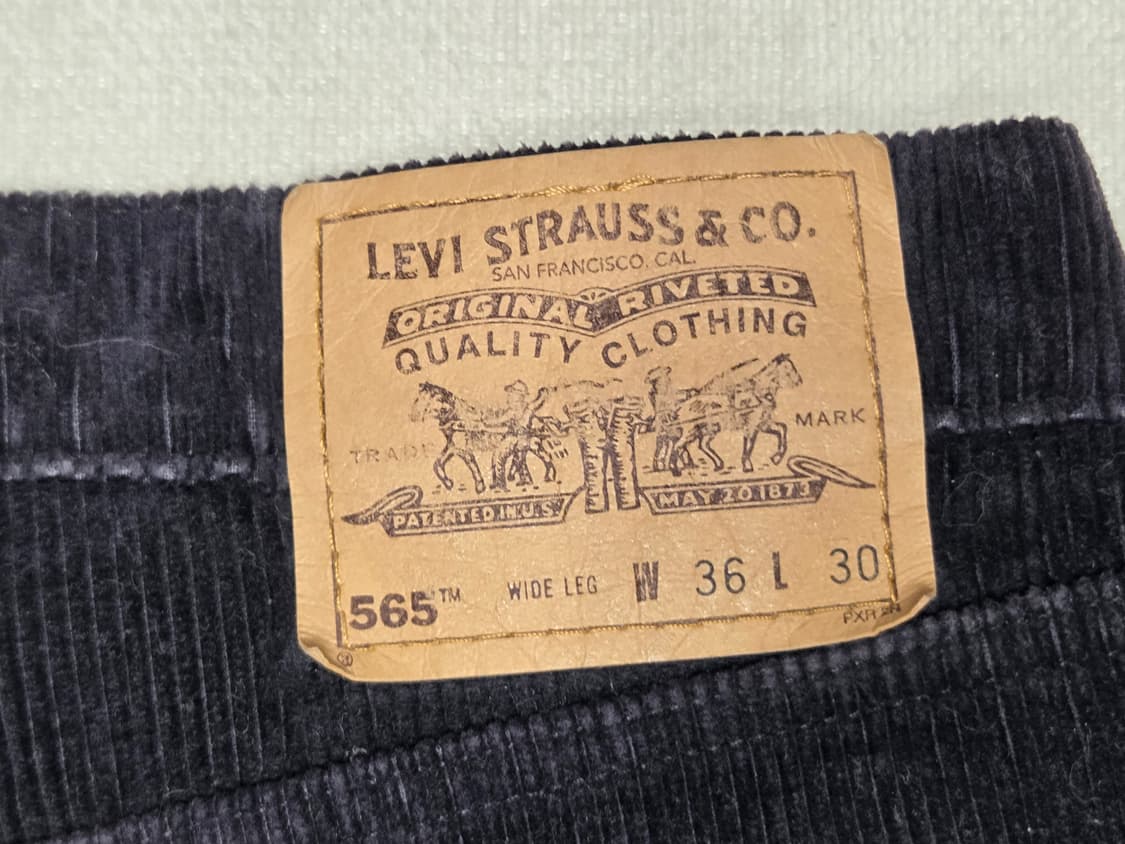 LEVI STRAUSS & CO.
SAN FRANCISCO, CAL.
ORIGINAL RIVETED
QUALITY CLOTHING
TRADE MARK
PATENTED IN U.S. MAY 20 1873
565™ WIDE LEG W 36 L 30
®